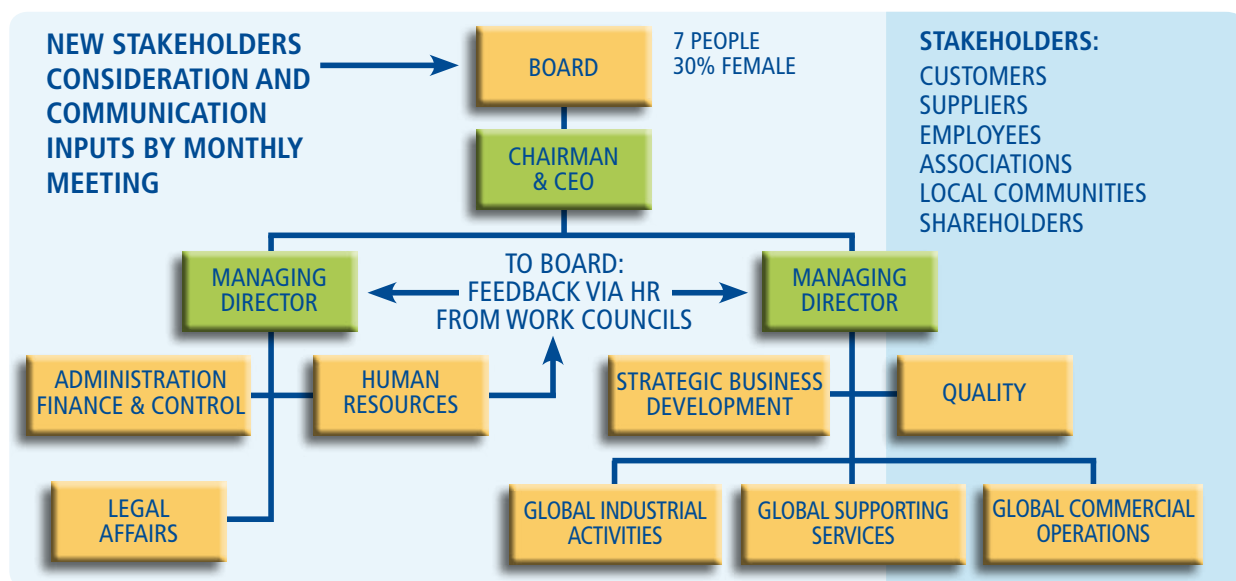 NEW STAKEHOLDERS
CONSIDERATION AND
COMMUNICATION
INPUTS BY MONTHLY
MEETING
BOARD
7 PEOPLE
30% FEMALE
STAKEHOLDERS:
CUSTOMERS
SUPPLIERS
EMPLOYEES
ASSOCIATIONS
LOCAL COMMUNITIES
SHAREHOLDERS
CHAIRMAN
& CEO
MANAGING
DIRECTOR
TO BOARD:
FEEDBACK VIA HR
FROM WORK COUNCILS
MANAGING
DIRECTOR
ADMINISTRATION
FINANCE & CONTROL
HUMAN
RESOURCES
STRATEGIC BUSINESS
DEVELOPMENT
QUALITY
LEGAL
AFFAIRS
GLOBAL INDUSTRIAL
ACTIVITIES
GLOBAL SUPPORTING
SERVICES
GLOBAL COMMERCIAL
OPERATIONS